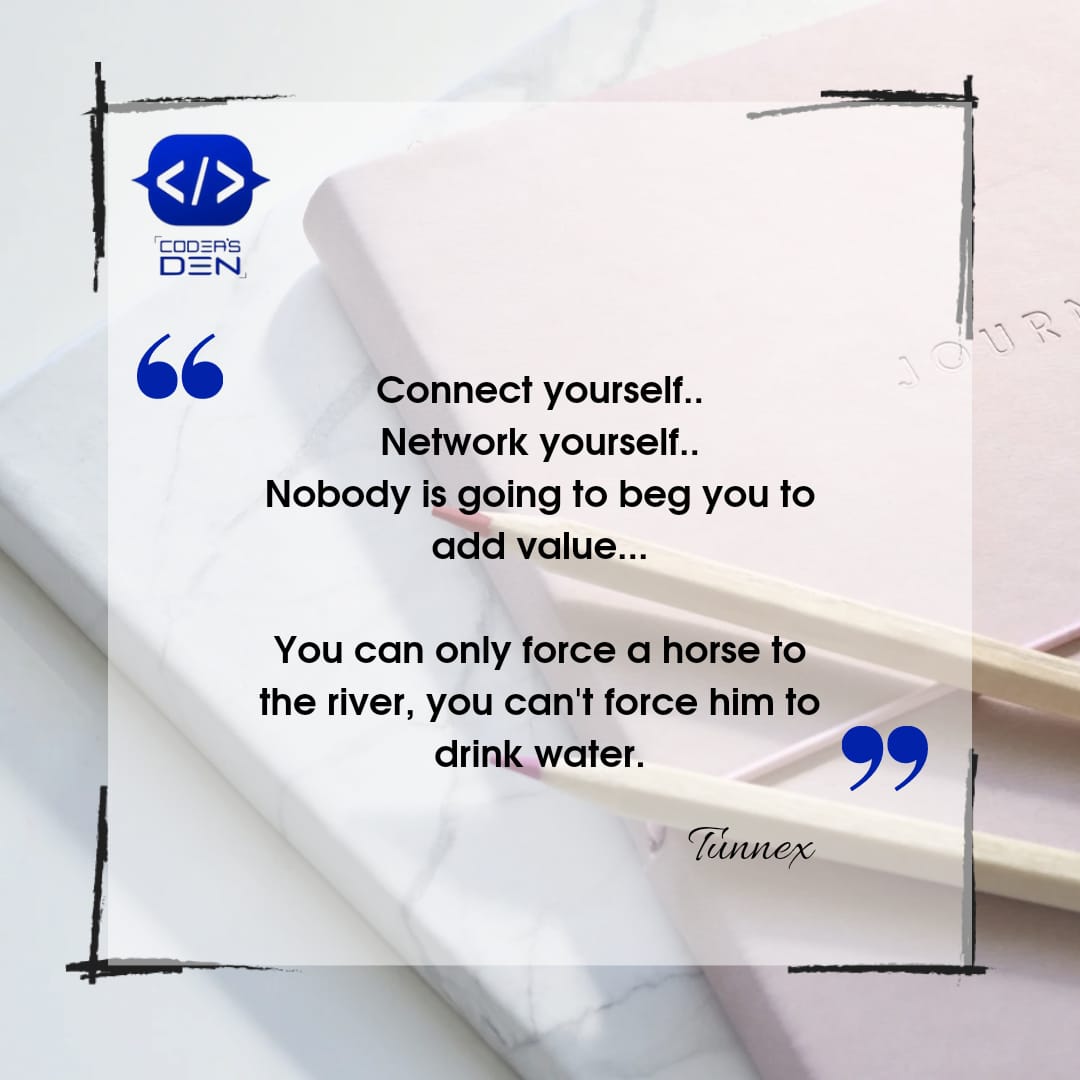 </>
CODER'S
DEN
“
Connect yourself..
Network yourself..
Nobody is going to beg you to
add value...
You can only force a horse to
the river, you can't force him to
drink water.
”
Tunnex
JOURN